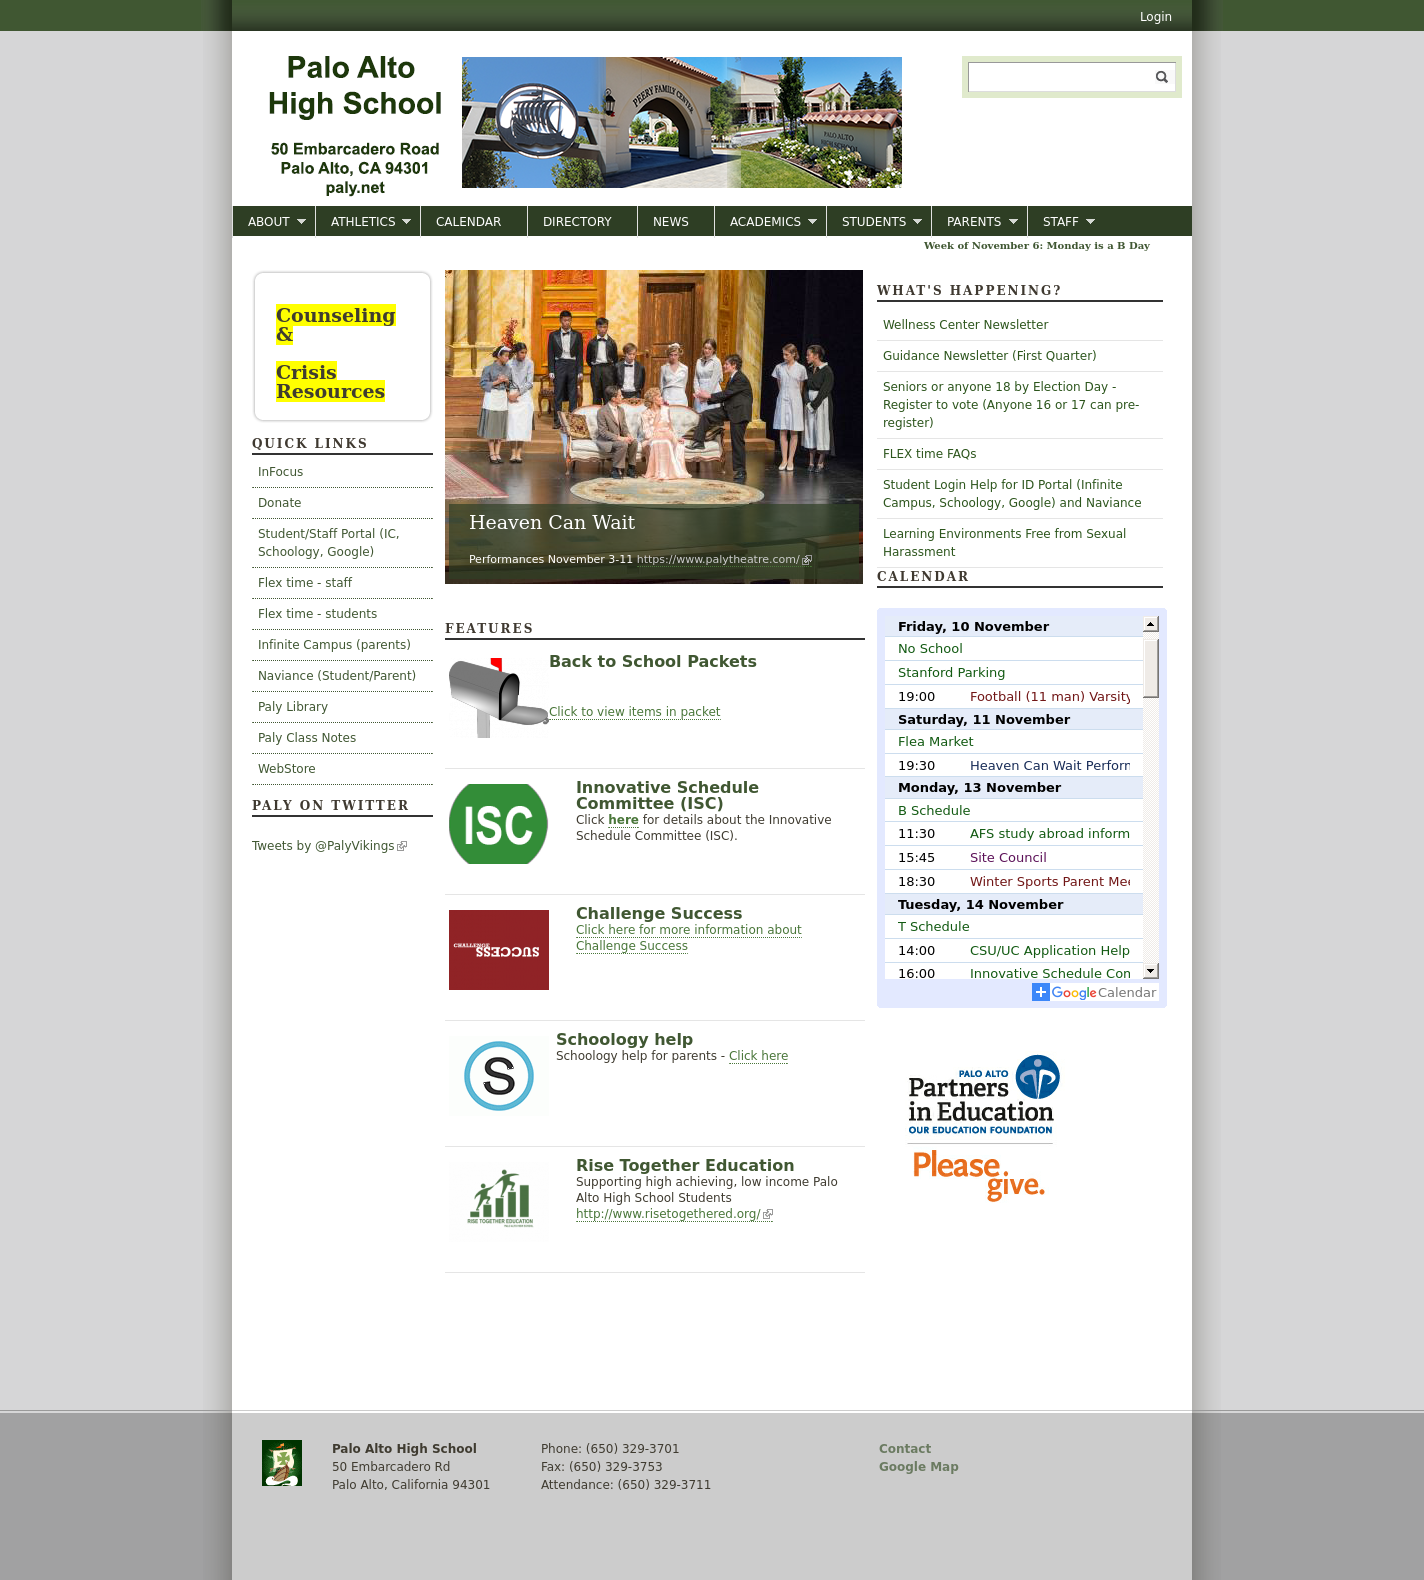 Login
Palo Alto
High School
50 Embarcadero Road
Palo Alto, CA 94301
paly.net
PEERY FAMILY CENTER
PALO ALTO
HIGH SCHOOL
ABOUT
ATHLETICS
CALENDAR
DIRECTORY
NEWS
ACADEMICS
STUDENTS
PARENTS
STAFF
Week of November 6: Monday is a B Day
Counseling
&
Crisis
Resources
QUICK LINKS
InFocus
Donate
Student/Staff Portal (IC,
Schoology, Google)
Flex time - staff
Flex time - students
Infinite Campus (parents)
Naviance (Student/Parent)
Paly Library
Paly Class Notes
WebStore
PALY ON TWITTER
Tweets by @PalyVikings
Heaven Can Wait
Performances November 3-11 https://www.palytheatre.com/
FEATURES
Back to School Packets
Click to view items in packet
ISC
Innovative Schedule
Committee (ISC)
Click here for details about the Innovative
Schedule Committee (ISC).
CHALLENGE
SUCCESS
Challenge Success
Click here for more information about
Challenge Success
S
Schoology help
Schoology help for parents - Click here
RISE TOGETHER EDUCATION
Rise Together Education
Supporting high achieving, low income Palo
Alto High School Students
http://www.risetogethered.org/
WHAT'S HAPPENING?
Wellness Center Newsletter
Guidance Newsletter (First Quarter)
Seniors or anyone 18 by Election Day -
Register to vote (Anyone 16 or 17 can pre-
register)
FLEX time FAQs
Student Login Help for ID Portal (Infinite
Campus, Schoology, Google) and Naviance
Learning Environments Free from Sexual
Harassment
CALENDAR
Friday, 10 November
No School
Stanford Parking
19:00 Football (11 man) Varsity
Saturday, 11 November
Flea Market
19:30 Heaven Can Wait Perform
Monday, 13 November
B Schedule
11:30 AFS study abroad inform
15:45 Site Council
18:30 Winter Sports Parent Mee
Tuesday, 14 November
T Schedule
14:00 CSU/UC Application Help
16:00 Innovative Schedule Com
Google Calendar
PALO ALTO
Partners
in Education
OUR EDUCATION FOUNDATION
Please
give.
Palo Alto High School
50 Embarcadero Rd
Palo Alto, California 94301
Phone: (650) 329-3701
Fax: (650) 329-3753
Attendance: (650) 329-3711
Contact
Google Map